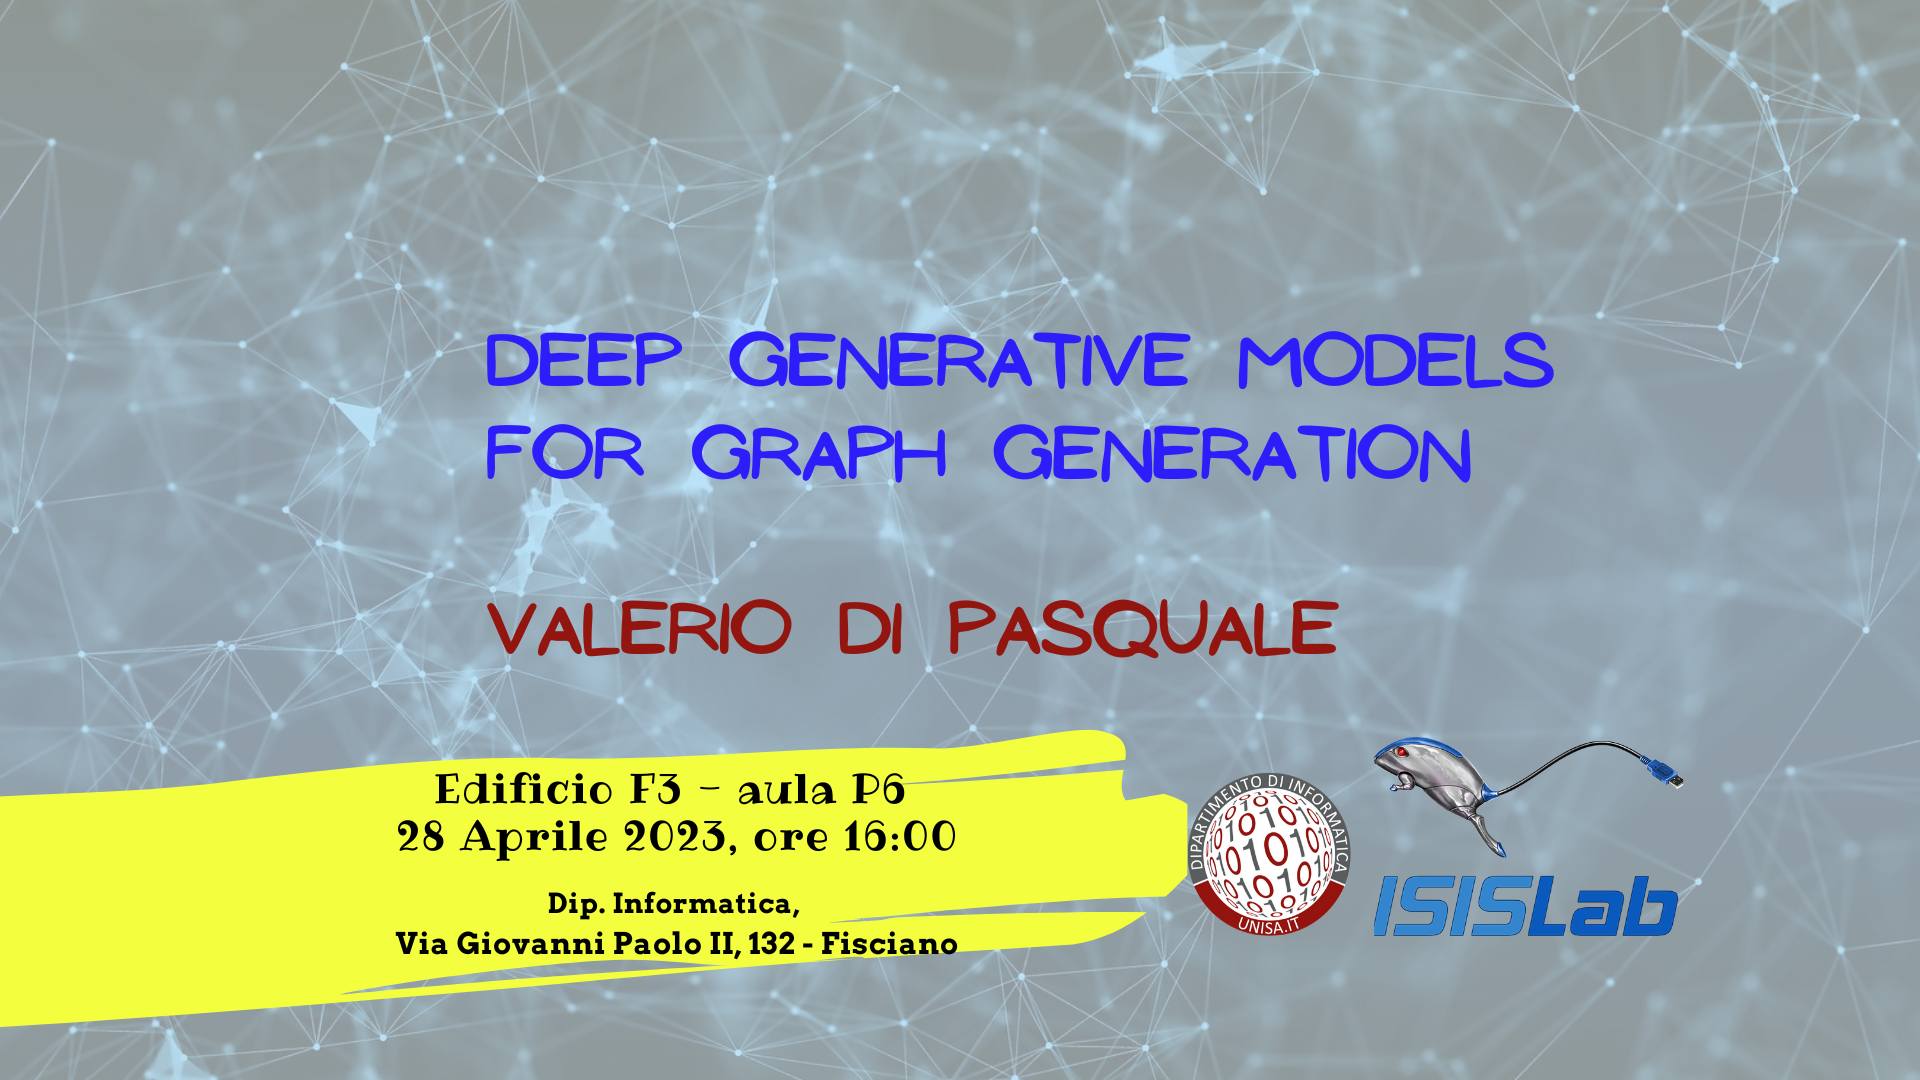 DEEP GENERATIVE MODELS
FOR GRAPH GENERATION
VALERIO DI PASQUALE
Edificio F3 – aula P6
28 Aprile 2023, ore 16:00
Dip. Informatica,
Via Giovanni Paolo II, 132 - Fisciano
DIPARTIMENTO DI INFORMATICA
UNISA.IT
ISISLab